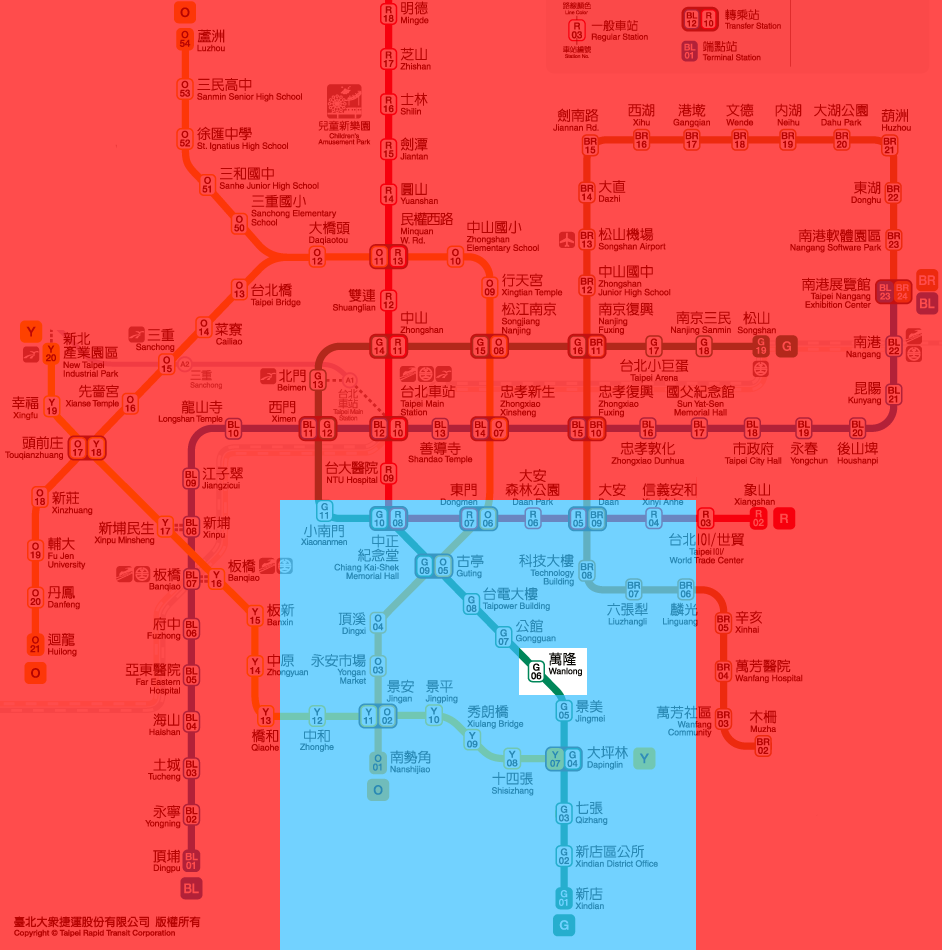 路線顏色
Line Color
R
03
車站編號
Station No.
一般車站
Regular Station
BL
12
R
10
轉乘站
Transfer Station
BL
01
端點站
Terminal Station
O
O
54
蘆洲
Luzhou
O
53
三民高中
Sanmin Senior High School
O
52
徐匯中學
St. Ignatius High School
O
51
三和國中
Sanhe Junior High School
O
50
三重國小
Sanchong Elementary
School
R
18
明德
Mingde
R
17
芝山
Zhishan
R
16
士林
Shilin
兒童新樂園
Children's
Amusement Park
R
15
劍潭
Jiantan
R
14
圓山
Yuanshan
大橋頭
Daqiaotou
O
12
O
11
R
13
民權西路
Minquan
W. Rd.
中山國小
Zhongshan
Elementary School
O
10
O
09
行天宮
Xingtian Temple
O
13
台北橋
Taipei Bridge
O
14
菜寮
Cailiao
三重
Sanchong
O
15
先嗇宮
Xianse Temple
O
16
A2
三重
Sanchong
雙連
Shuanglian
R
12
中山
Zhongshan
G
14
R
11
松江南京
Songjiang
Nanjing
G
15
O
08
劍南路
Jiannan Rd.
BR
15
西湖
Xihu
BR
16
港墘
Gangqian
BR
17
文德
Wende
BR
18
內湖
Neihu
BR
19
大湖公園
Dahu Park
BR
20
葫洲
Huzhou
BR
21
東湖
Donghu
BR
22
南港軟體園區
Nangang Software Park
BR
23
南港展覽館
Taipei Nangang
Exhibition Center
BL
23
BR
24
BR
BL
BR
14
大直
Dazhi
BR
13
松山機場
Songshan Airport
BR
12
中山國中
Zhongshan
Junior High School
南京復興
Nanjing
Fuxing
G
16
BR
11
G
17
台北小巨蛋
Taipei Arena
南京三民
Nanjing Sanmin
G
18
松山
Songshan
G
19
G
南港
Nangang
BL
22
昆陽
Kunyang
BL
21
Y
Y
20
新北
產業園區
New Taipei
Industrial Park
幸福
Xingfu
Y
19
頭前庄
Touqianzhuang
O
17
Y
18
北門
Beimen
G
13
A1
台北
車站
Taipei Main
Station
台北車站
Taipei Main
Station
龍山寺
Longshan Temple
BL
10
西門
Ximen
BL
11
G
12
BL
12
R
10
BL
13
善導寺
Shandao Temple
忠孝新生
Zhongxiao
Xinsheng
BL
14
O
07
忠孝復興
Zhongxiao
Fuxing
BL
15
BR
10
BL
16
忠孝敦化
Zhongxiao Dunhua
國父紀念館
Sun Yat-Sen
Memorial Hall
BL
17
BL
18
市政府
Taipei City Hall
BL
19
永春
Yongchun
BL
20
後山埤
Houshanpi
O
18
新莊
Xinzhuang
O
19
輔大
Fu Jen
University
O
20
丹鳳
Danfeng
O
21
迴龍
Huilong
O
BL
09
江子翠
Jiangzicui
BL
08
新埔
Xinpu
新埔民生
Xinpu Minsheng
Y
17
板橋
Banqiao
BL
07
Y
16
板橋
Banqiao
府中
Fuzhong
BL
06
亞東醫院
Far Eastern
Hospital
BL
05
海山
Haishan
BL
04
土城
Tucheng
BL
03
永寧
Yongning
BL
02
頂埔
Dingpu
BL
01
BL
Y
15
板新
Banxin
Y
14
中原
Zhongyuan
Y
13
橋和
Qiaohe
Y
12
中和
Zhonghe
台大醫院
NTU Hospital
R
09
G
11
小南門
Xiaonanmen
G
10
R
08
中正
紀念堂
Chiang Kai-Shek
Memorial Hall
東門
Dongmen
R
07
O
06
大安
森林公園
Daan Park
R
06
大安
Daan
R
05
BR
09
信義安和
Xinyi Anhe
R
04
R
03
台北101/世貿
Taipei 101/
World Trade Center
象山
Xiangshan
R
02
R
G
09
O
05
古亭
Guting
G
08
台電大樓
Taipower Building
G
07
公館
Gongguan
G
06
萬隆
Wanlong
G
05
景美
Jingmei
科技大樓
Technology
Building
BR
08
BR
07
六張犁
Liuzhangli
BR
06
麟光
Linguang
BR
05
辛亥
Xinhai
BR
04
萬芳醫院
Wanfang Hospital
萬芳社區
Wanfang
Community
BR
03
木柵
Muzha
BR
02
頂溪
Dingxi
O
04
永安市場
Yongan
Market
O
03
景安
Jingan
Y
11
O
02
景平
Jingping
Y
10
秀朗橋
Xiulang Bridge
Y
09
Y
08
十四張
Shisizhang
Y
07
G
04
大坪林
Dapinglin
Y
O
01
南勢角
Nanshijiao
O
G
03
七張
Qizhang
G
02
新店區公所
Xindian District Office
G
01
新店
Xindian
G
臺北大眾捷運股份有限公司 版權所有
Copyright © Taipei Rapid Transit Corporation